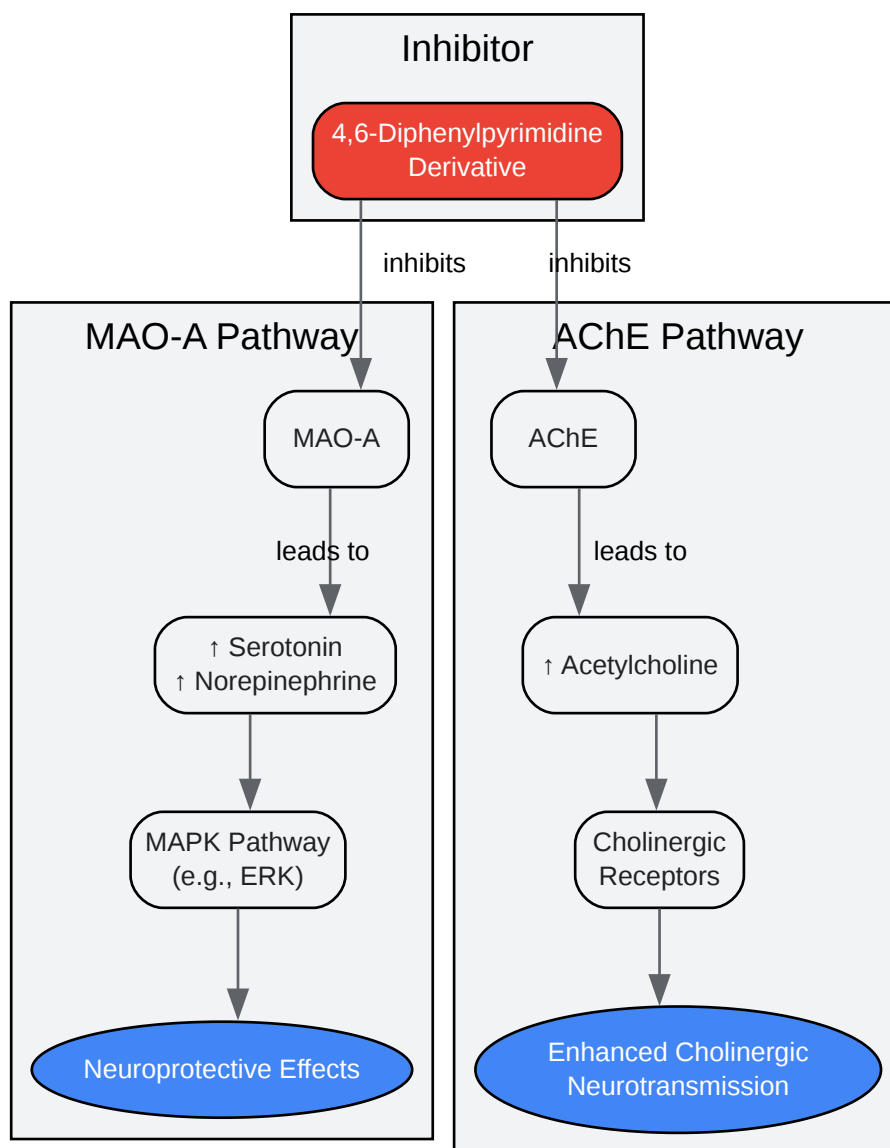 Inhibitor
4,6-Diphenylpyrimidine
Derivative
inhibits
inhibits
MAO-A Pathway
AChE Pathway
MAO-A
AChE
leads to
leads to
↑ Serotonin
↑ Norepinephrine
↑ Acetylcholine
MAPK Pathway
(e.g., ERK)
Cholinergic
Receptors
Neuroprotective Effects
Enhanced Cholinergic
Neurotransmission